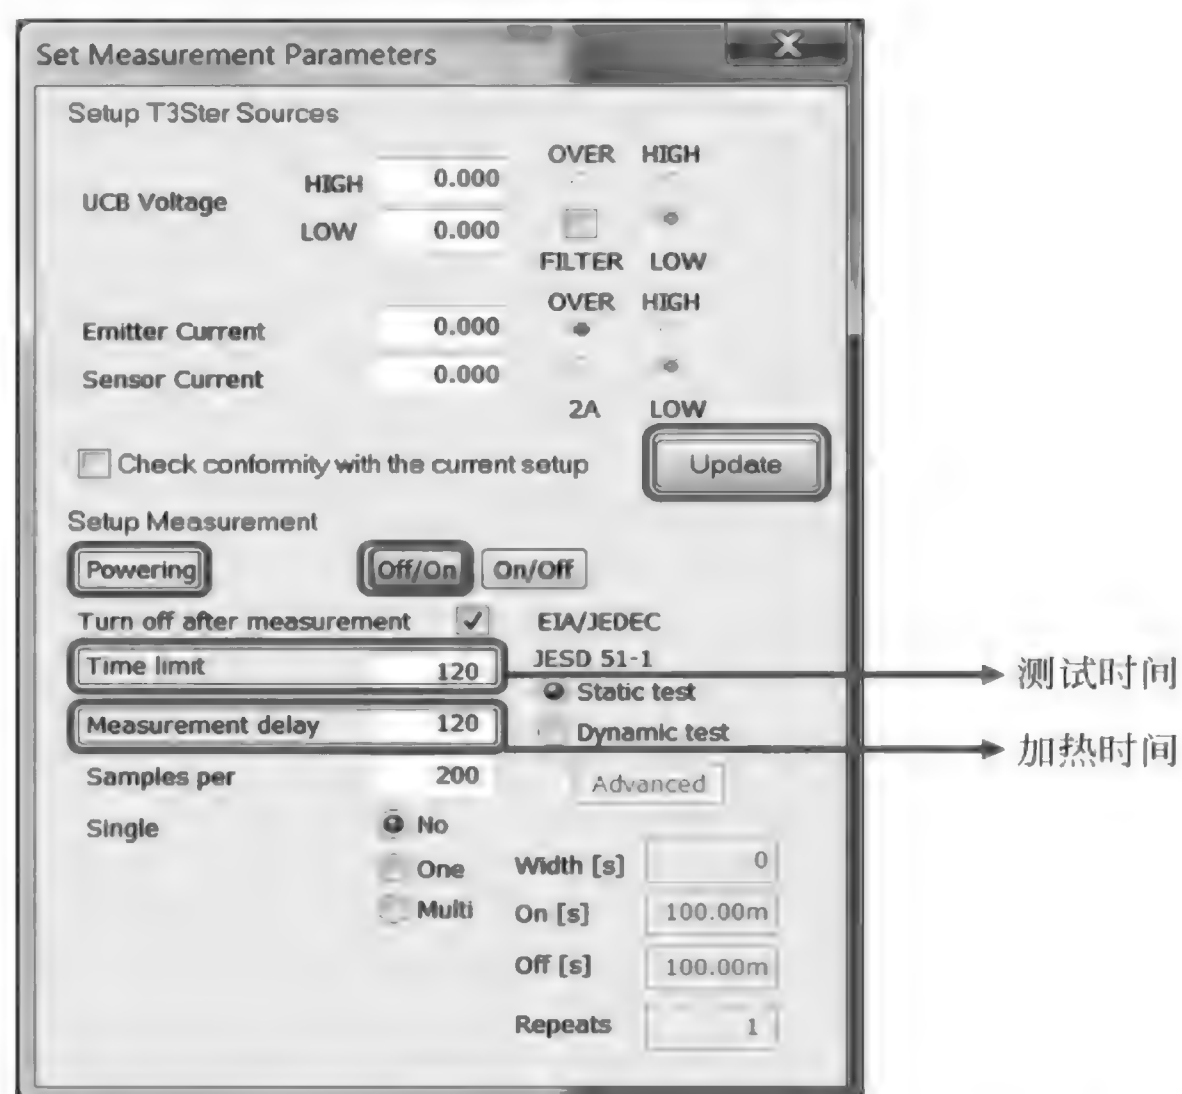 Set Measurement Parameters
Setup T3Ster Sources
OVER HIGH
HIGH 0.000
UCB Voltage
LOW 0.000
FILTER LOW
OVER HIGH
Emitter Current 0.000
Sensor Current 0.000
2A LOW
Check conformity with the current setup Update
Setup Measurement
Powering Off/On On/Off
Turn off after measurement EIA/JEDEC
Time limit 120 JESD 51-1 测试时间
Static test
Measurement delay 120 Dynamic test 加热时间
Samples per 200 Advanced
Single No
One Width [s] 0
Multi On [s] 100.00m
Off [s] 100.00m
Repeats 1